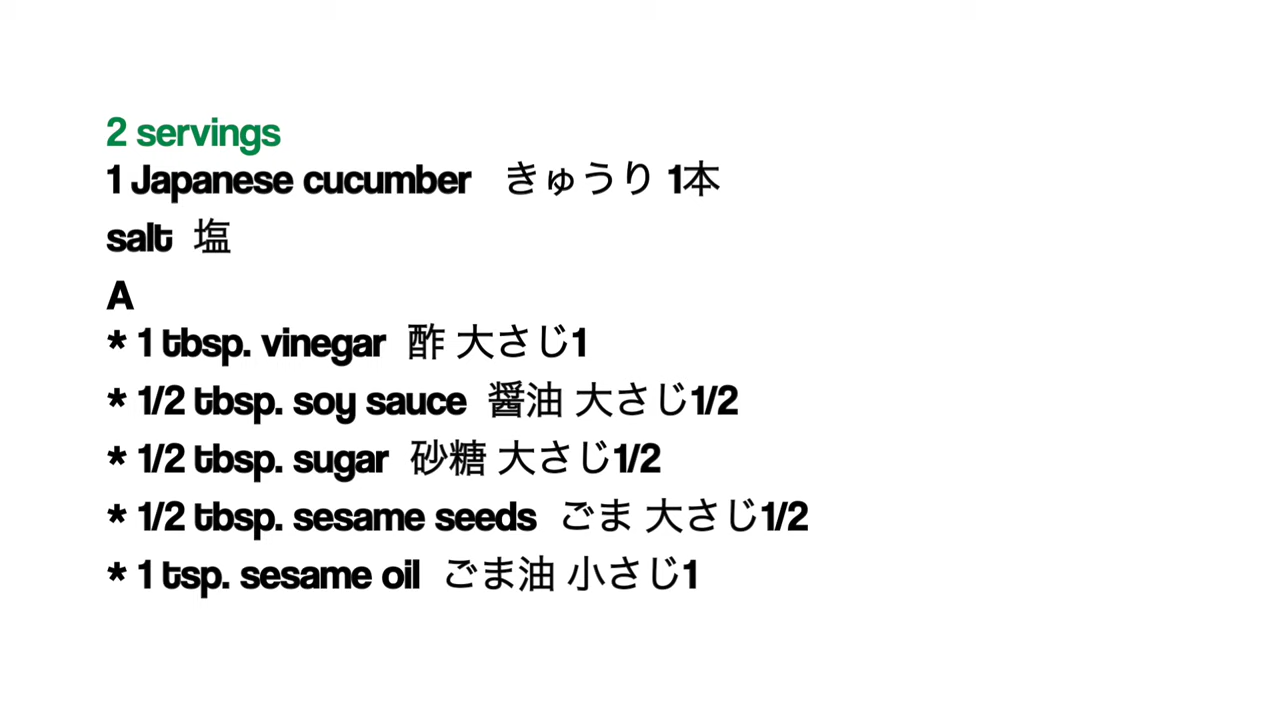 2 servings
1 Japanese cucumber きゅうり 1本
salt 塩
A
* 1 tbsp. vinegar 酢 大さじ1
* 1/2 tbsp. soy sauce 醤油 大さじ1/2
* 1/2 tbsp. sugar 砂糖 大さじ1/2
* 1/2 tbsp. sesame seeds ごま 大さじ1/2
* 1 tsp. sesame oil ごま油 小さじ1